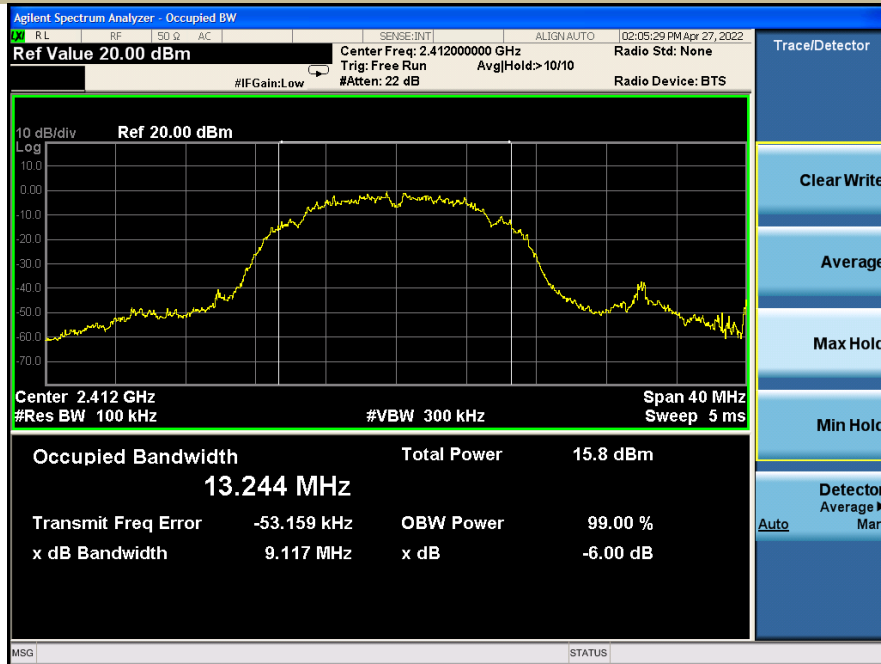 Agilent Spectrum Analyzer - Occupied BW
LXI RL RF 50 Ω AC SENSE:INT ALIGN AUTO 02:05:29 PM Apr 27, 2022
Ref Value 20.00 dBm Center Freq: 2.412000000 GHz Radio Std: None
Trig: Free Run Avg|Hold:>10/10
#IFGain:Low #Atten: 22 dB Radio Device: BTS
Trace/Detector
10 dB/div Ref 20.00 dBm
Log
10.0
0.00
-10.0
-20.0
-30.0
-40.0
-50.0
-60.0
-70.0
Center 2.412 GHz Span 40 MHz
#Res BW 100 kHz #VBW 300 kHz Sweep 5 ms
Occupied Bandwidth Total Power 15.8 dBm
13.244 MHz
Transmit Freq Error -53.159 kHz OBW Power 99.00 %
x dB Bandwidth 9.117 MHz x dB -6.00 dB
Clear Write
Average
Max Hold
Min Hold
Detector
Average
Auto Man
MSG STATUS